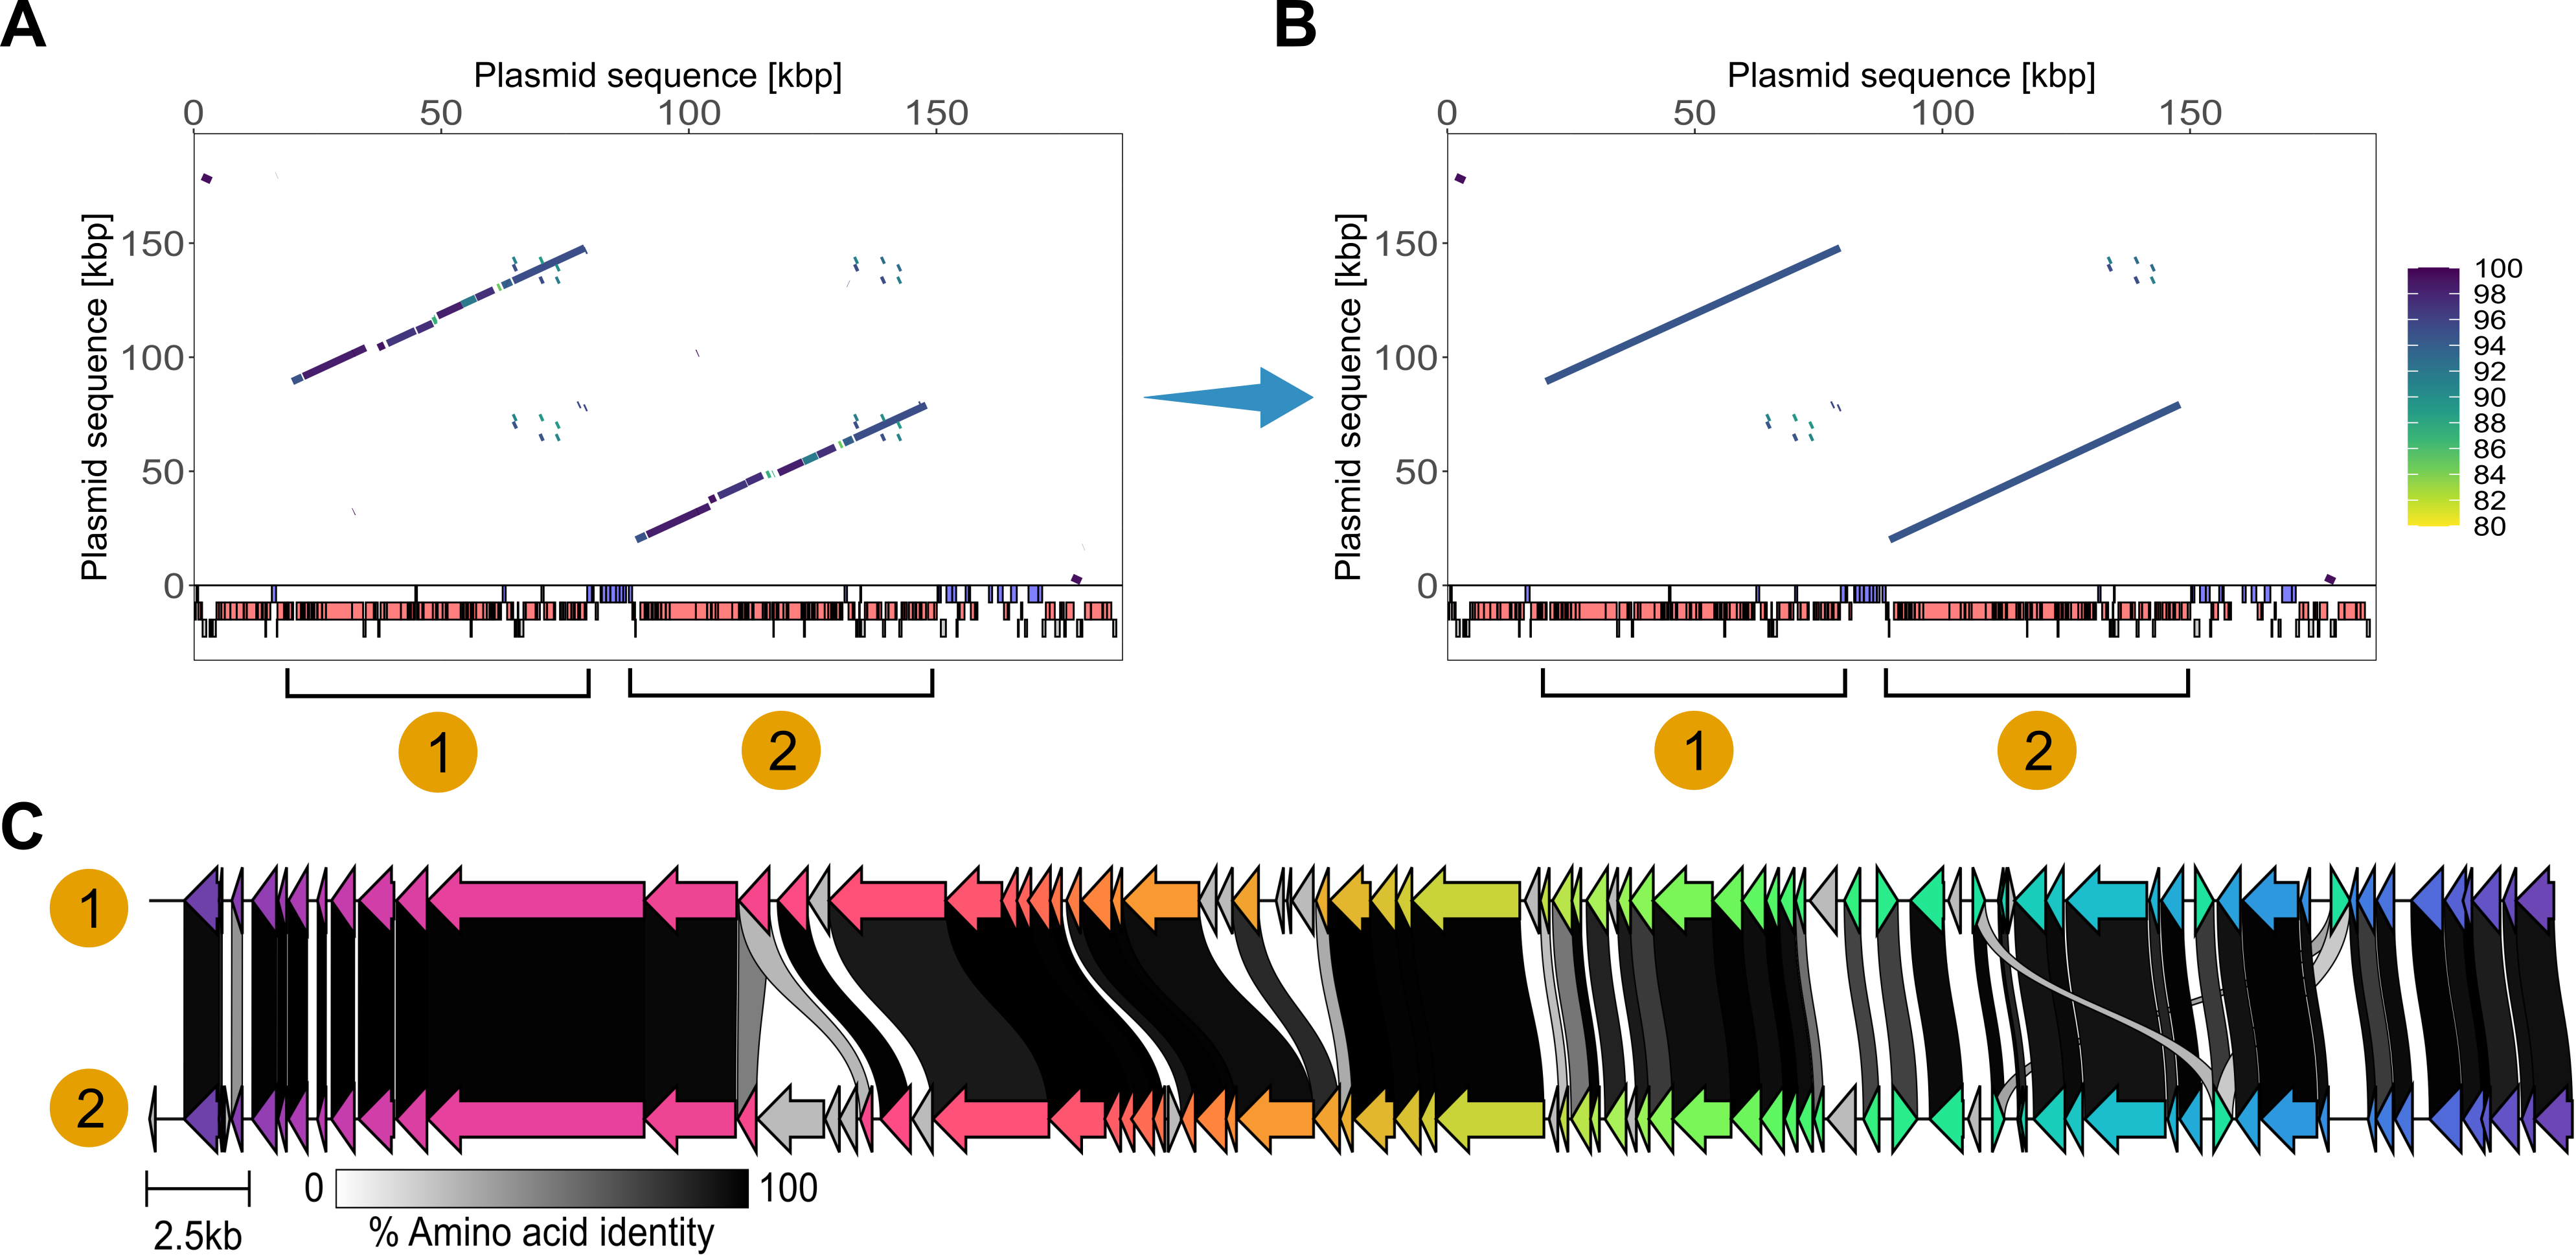 A
B
Plasmid sequence [kbp]
Plasmid sequence [kbp]
0 50 100 150
0 50 100 150
Plasmid sequence [kbp]
150
100
50
0
Plasmid sequence [kbp]
150
100
50
0
100
98
96
94
92
90
88
86
84
82
80
1 2
1 2
C
1
2
2.5kb
0 100
% Amino acid identity